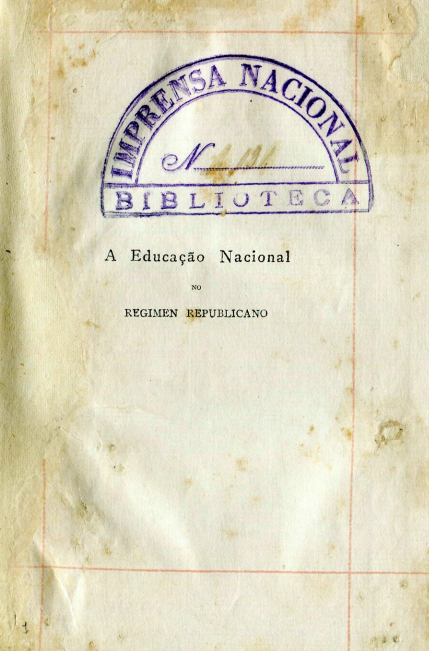 IMPRENSA NACIONAL
N
BIBLIOTECA
A Educação Nacional
NO
REGIMEN REPUBLICANO